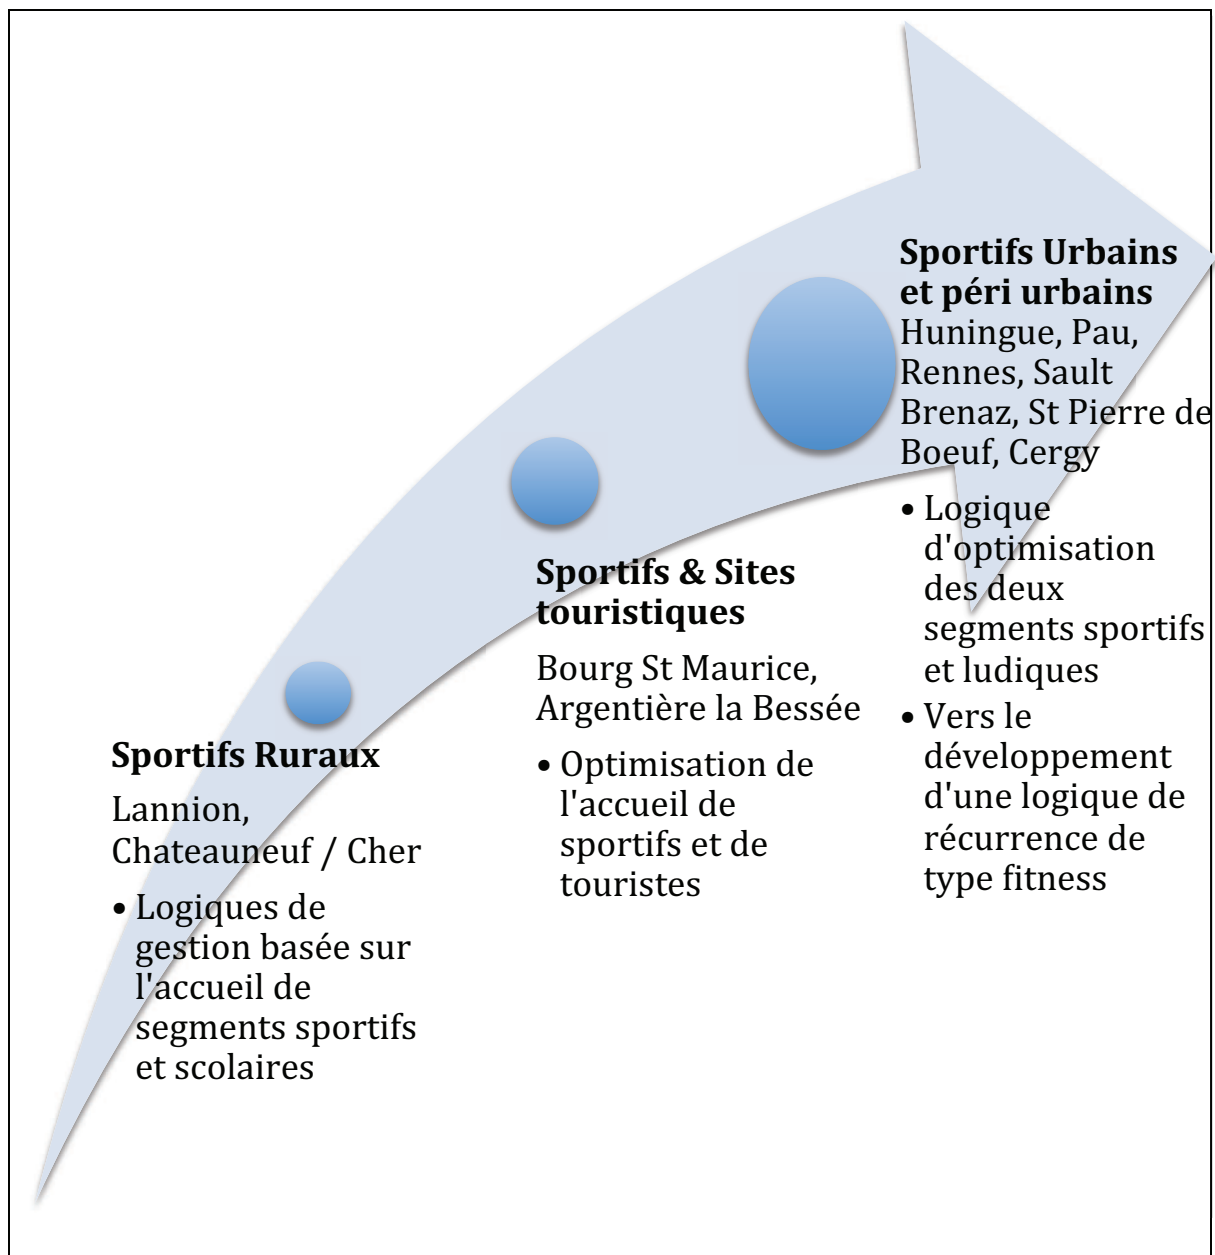 Sportifs Ruraux
Lannion,
Chateauneuf / Cher
• Logiques de
gestion basée sur
l'accueil de
segments sportifs
et scolaires
Sportifs & Sites
touristiques
Bourg St Maurice,
Argentière la Bessée
• Optimisation de
l'accueil de
sportifs et de
touristes
Sportifs Urbains
et péri urbains
Huningue, Pau,
Rennes, Sault
Brenaz, St Pierre de
Boeuf, Cergy
• Logique
d'optimisation
des deux
segments sportifs
et ludiques
• Vers le
développement
d'une logique de
récurrence de
type fitness